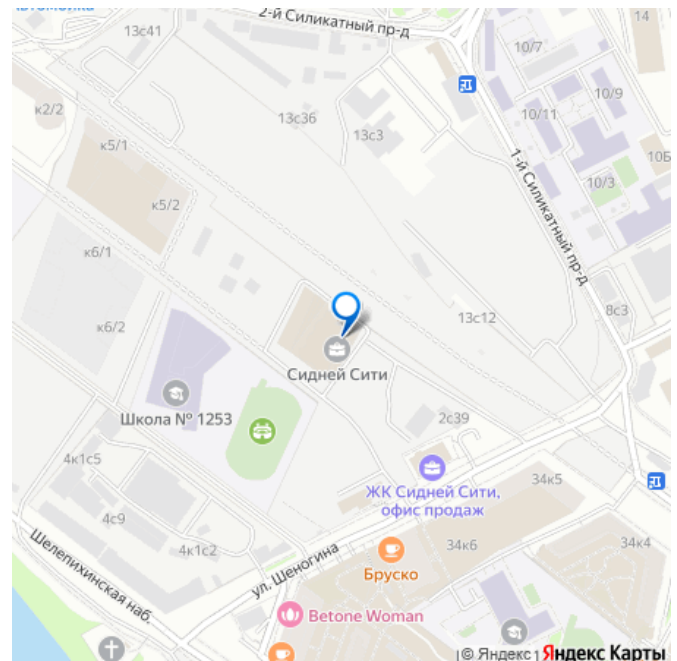 Автомойка
2-й Силикатный пр-д
14
13с41
10/7
10/9
к2/2
13с36
10/11
13с3
к5/1
10Б
1-й Силикатный пр-д
10/3
к5/2
к6/1
13с12
8с3
к6/2
Сидней Сити
Школа № 1253
2с39
4к1с5
ЖК Сидней Сити,
офис продаж
34к5
4с9
34к6
34к4
4к1с2
ул. Шеногина
Шелепихинская наб.
Бруско
Betone Woman
© Яндекс
1
Яндекс Карты